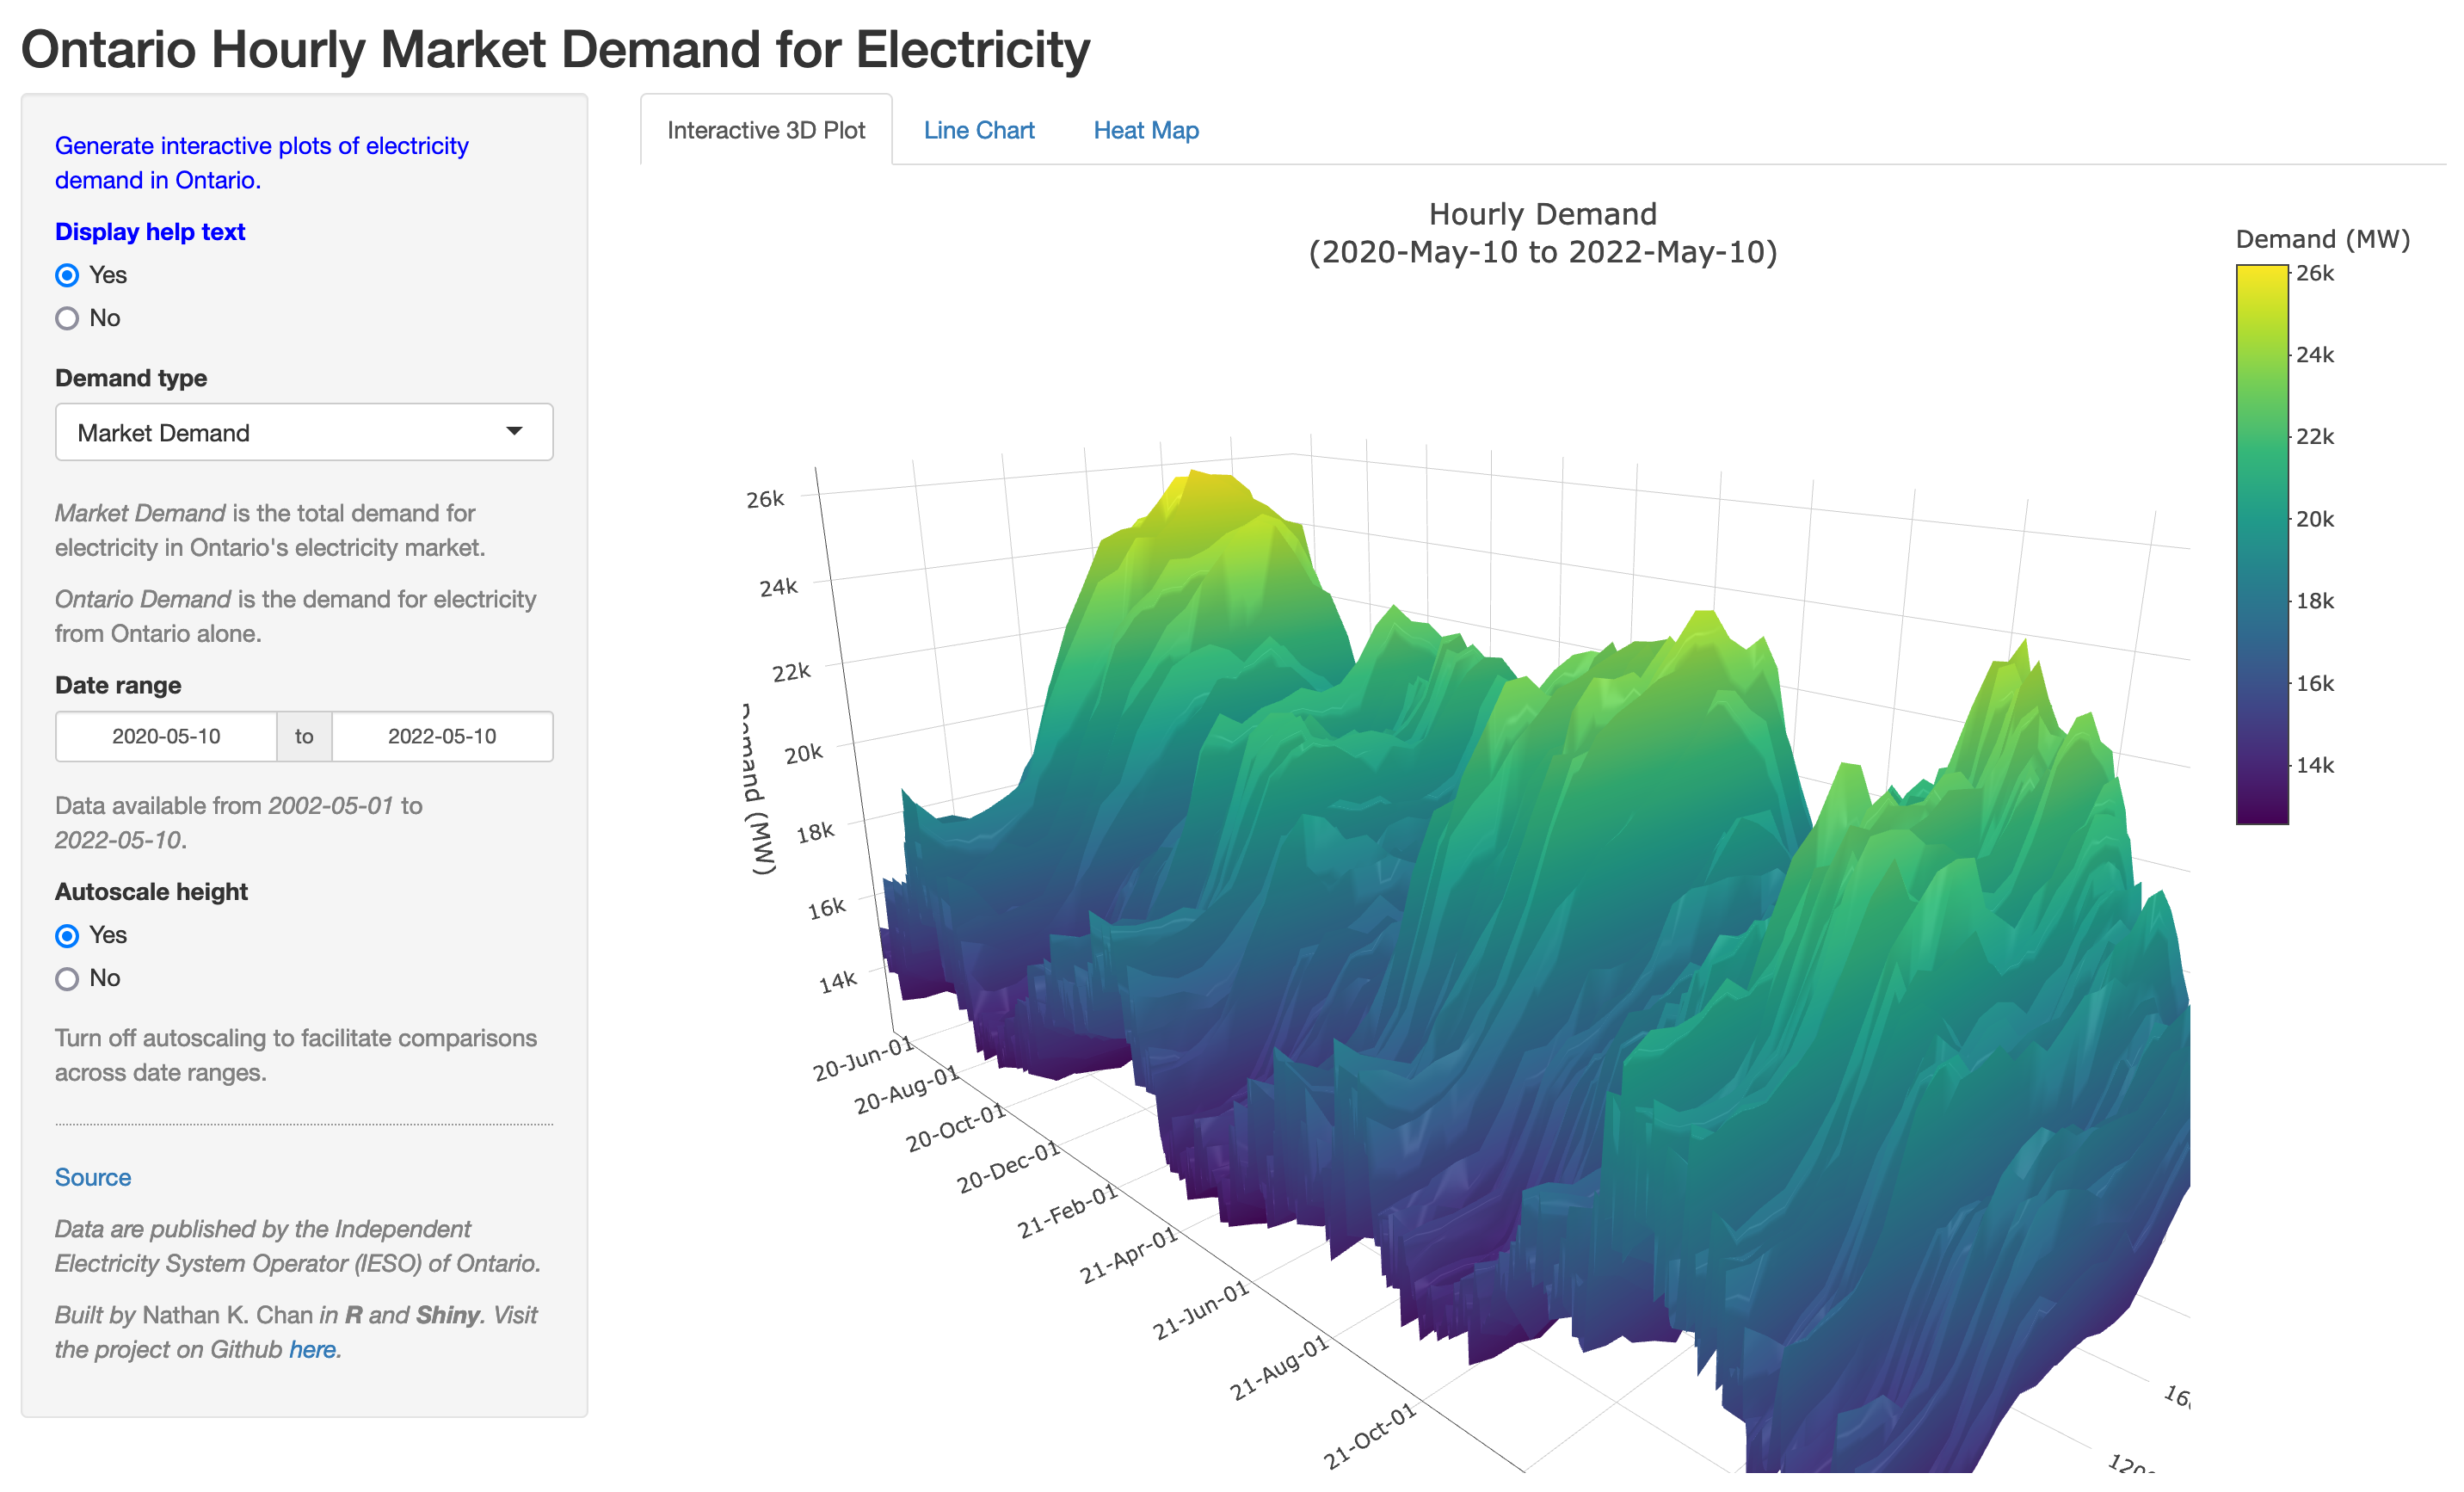 Ontario Hourly Market Demand for Electricity
Generate interactive plots of electricity
demand in Ontario.
Display help text
Yes
No
Demand type
Market Demand
Market Demand is the total demand for
electricity in Ontario's electricity market.
Ontario Demand is the demand for electricity
from Ontario alone.
Date range
2020-05-10 to 2022-05-10
Data available from 2002-05-01 to
2022-05-10.
Autoscale height
Yes
No
Turn off autoscaling to facilitate comparisons
across date ranges.
Source
Data are published by the Independent
Electricity System Operator (IESO) of Ontario.
Built by Nathan K. Chan in R and Shiny. Visit
the project on Github here.
Interactive 3D Plot
Line Chart
Heat Map
Hourly Demand
(2020-May-10 to 2022-May-10)
26k
24k
22k
20k
18k
16k
14k
(MW)
20-Jun-01
20-Aug-01
20-Oct-01
20-Dec-01
21-Feb-01
21-Apr-01
21-Jun-01
21-Aug-01
21-Oct-01
Demand (MW)
26k
24k
22k
20k
18k
16k
14k